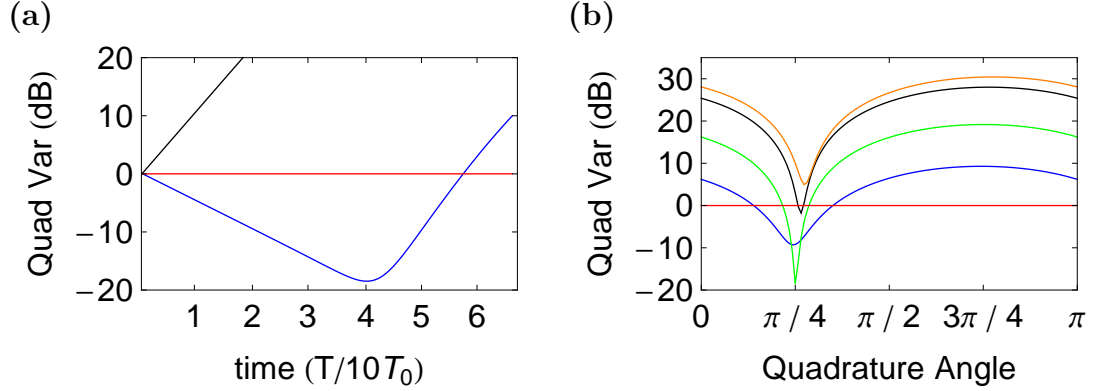 (a)
Quad Var (dB)
20
10
0
−10
−20
1 2 3 4 5 6
time (T/10T₀)
(b)
Quad Var (dB)
30
20
10
0
−10
−20
0 π / 4 π / 2 3π / 4 π
Quadrature Angle